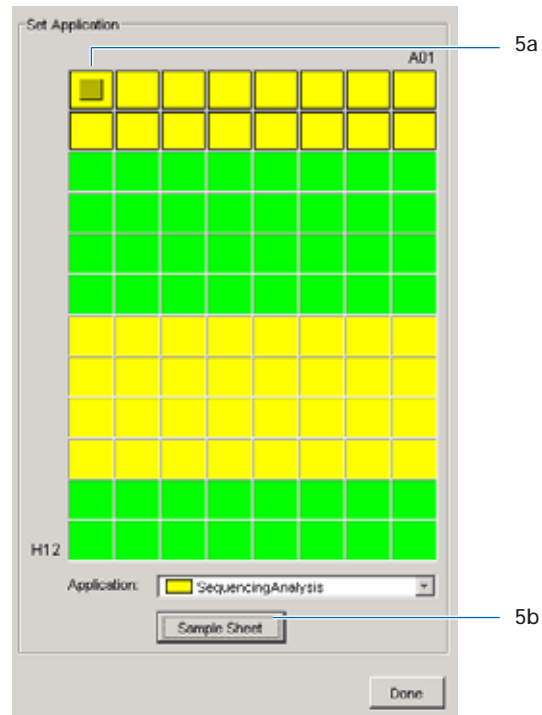 Set Application
5a
A01
H12
Application: SequencingAnalysis
Sample Sheet
5b
Done